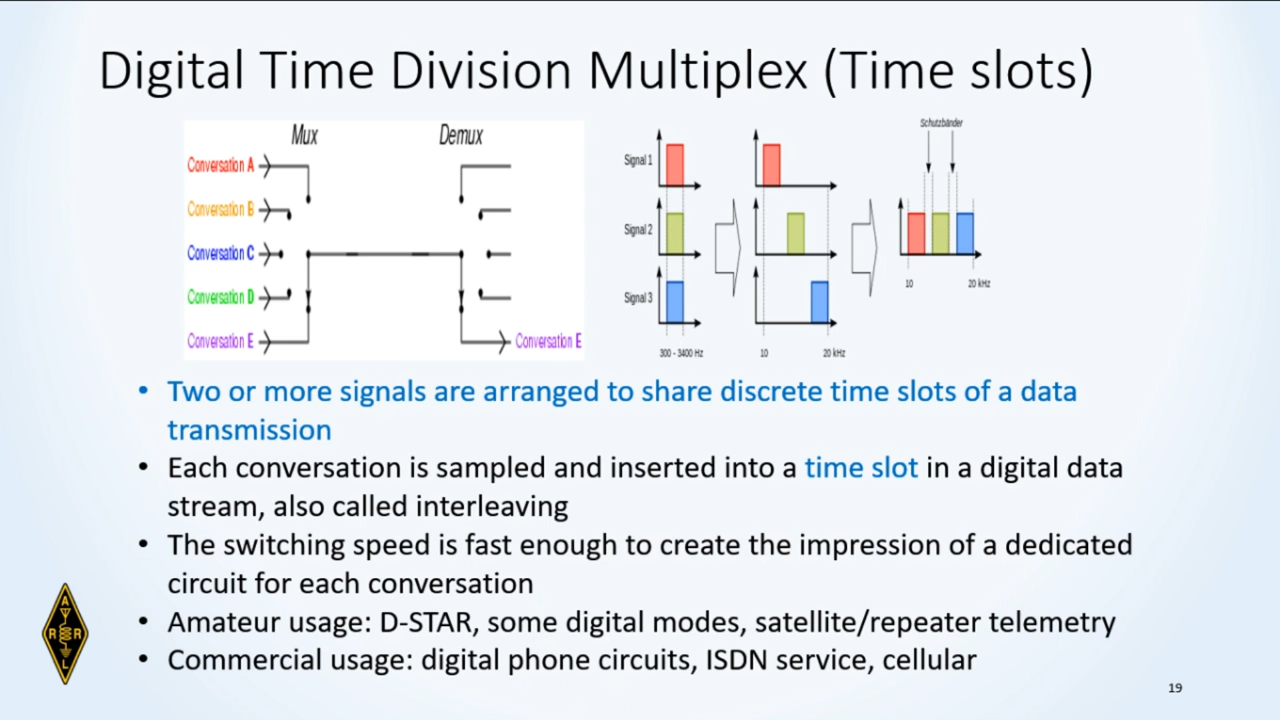 Digital Time Division Multiplex (Time slots)
Mux
Demux
Conversation A
Conversation B
Conversation C
Conversation D
Conversation E
Conversation E
Signal 1
Signal 2
Signal 3
300 - 3400 Hz
10
20 kHz
Schutzbänder
10
20 kHz
• Two or more signals are arranged to share discrete time slots of a data
transmission
• Each conversation is sampled and inserted into a time slot in a digital data
stream, also called interleaving
• The switching speed is fast enough to create the impression of a dedicated
circuit for each conversation
• Amateur usage: D-STAR, some digital modes, satellite/repeater telemetry
• Commercial usage: digital phone circuits, ISDN service, cellular
A
R R
L
19